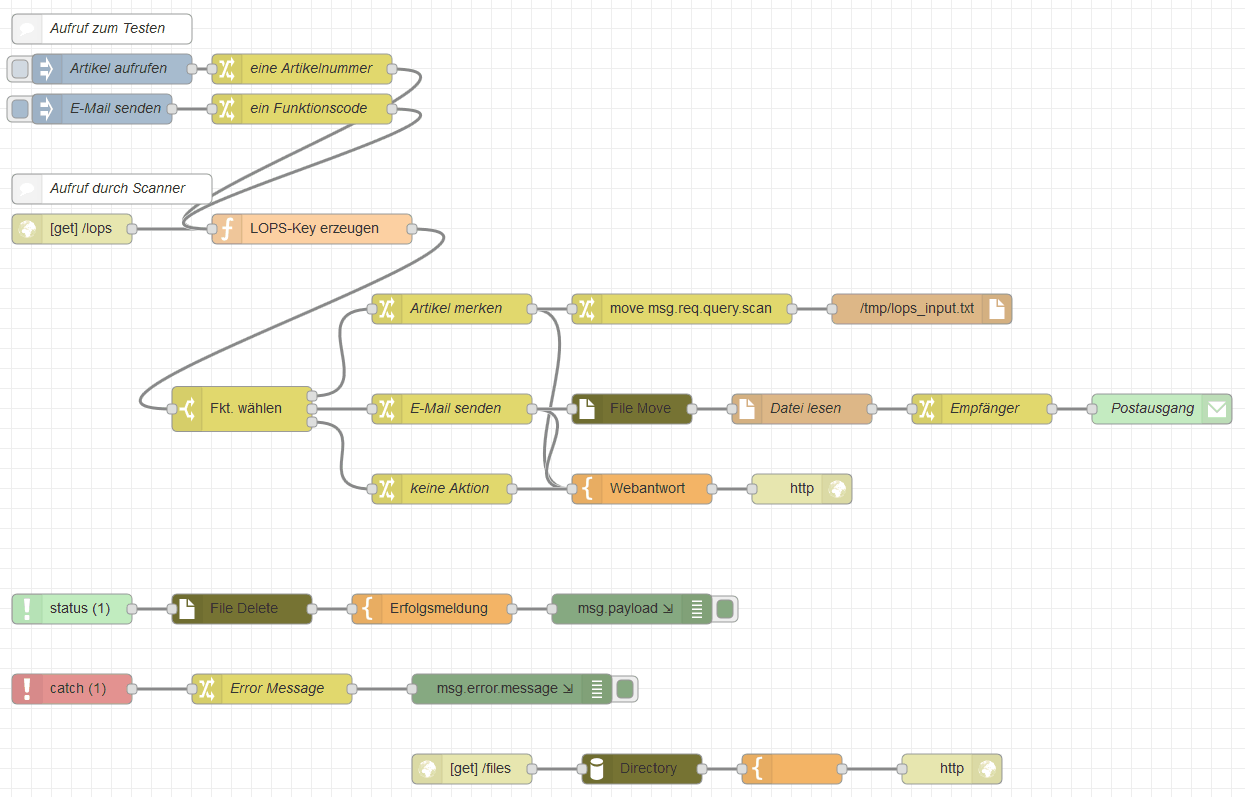 Aufruf zum Testen
Artikel aufrufen
eine Artikelnummer
E-Mail senden
ein Funktionscode
Aufruf durch Scanner
[get] /lops
LOPS-Key erzeugen
Artikel merken
move msg.req.query.scan
/tmp/lops_input.txt
Fkt. wählen
E-Mail senden
File Move
Datei lesen
Empfänger
Postausgang
keine Aktion
Webantwort
http
status (1)
File Delete
Erfolgsmeldung
msg.payload
catch (1)
Error Message
msg.error.message
[get] /files
Directory
http